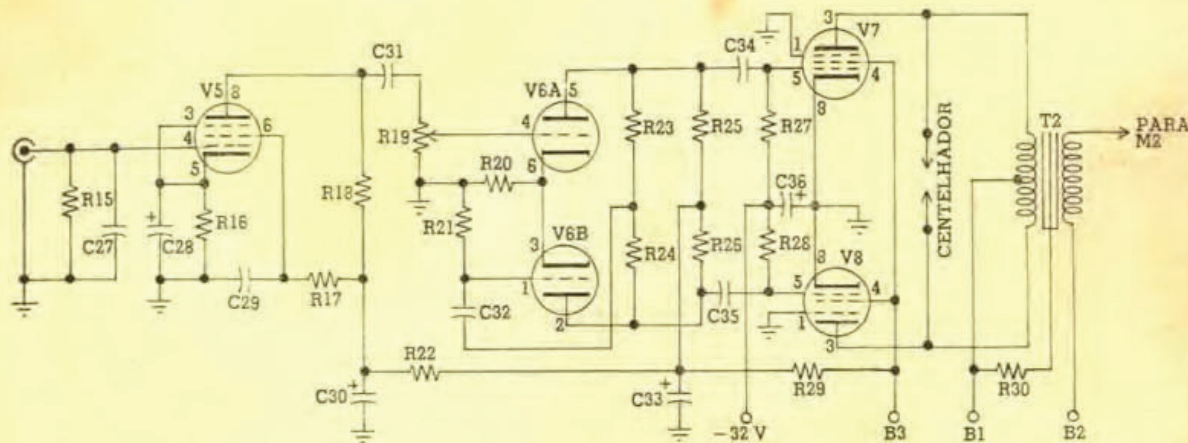 3 V7
C34
1
C31
5 4
V5 8
V6A 5
8
3
6
T2
4
4
R23 R25 R27
PARA
M2
R19
5
6
R20
C36
+
R15
R18
R16
R21
CENTELHADOR
+
V6B
C27 C28
3
R24 R26 R28
8 V8
5 4
1
C29 R17
C32
2
C35
1
3
R22
R29
R30
C30 +
C33 +
-32 V B3 B1 B2